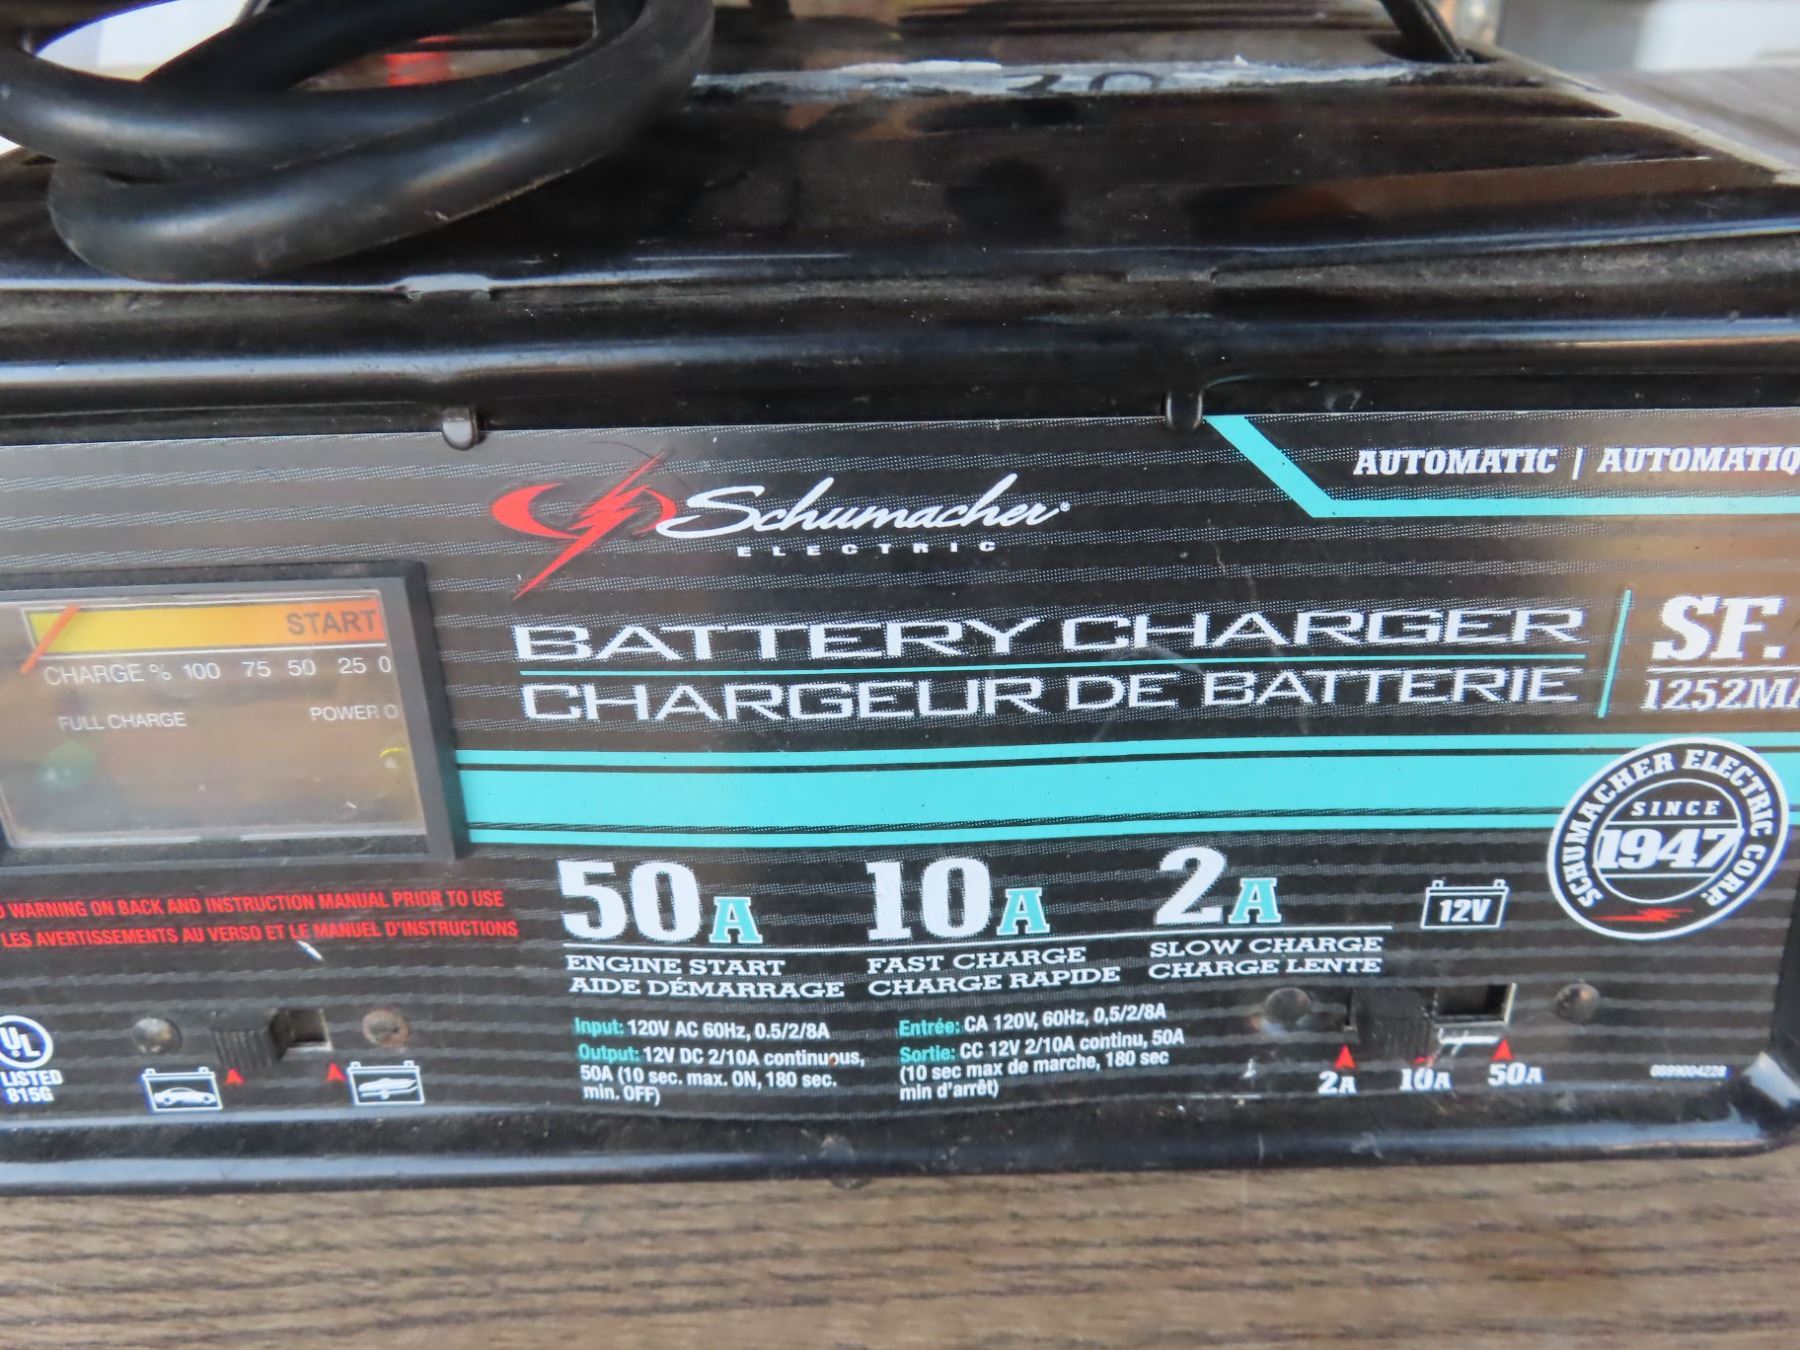 AUTOMATIC | AUTOMATIQ
Schumacher®
ELECTRIC
BATTERY CHARGER
CHARGEUR DE BATTERIE
SF.
1252MA
START
CHARGE % 100 75 50 25 0
FULL CHARGE POWER O
SCHUMACHER ELECTRIC CORP.
SINCE
1947
WARNING ON BACK AND INSTRUCTION MANUAL PRIOR TO USE
LES AVERTISSEMENTS AU VERSO ET LE MANUEL D'INSTRUCTIONS
50A 10A 2A
12V
ENGINE START FAST CHARGE SLOW CHARGE
AIDE DÉMARRAGE CHARGE RAPIDE CHARGE LENTE
Input: 120V AC 60Hz, 0.5/2/8A
Output: 12V DC 2/10A continuous,
50A (10 sec. max. ON, 180 sec.
min. OFF)
Entrée: CA 120V, 60Hz, 0,5/2/8A
Sortie: CC 12V 2/10A continu, 50A
(10 sec max de marche, 180 sec
min d'arrêt)
UL
LISTED
815G
2A 10A 50A
0899004228